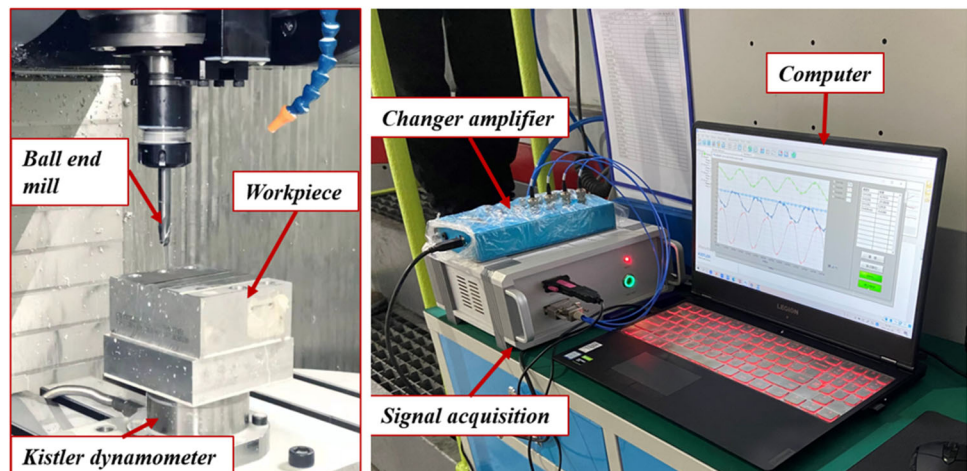 Ball end
mill
Workpiece
Kistler dynamometer
Changer amplifier
Computer
Signal acquisition
LEGION